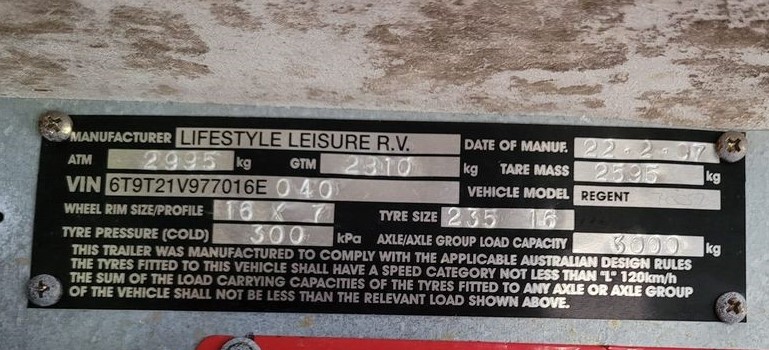 MANUFACTURER LIFESTYLE LEISURE R.V. DATE OF MANUF. 22-2-07
ATM 2995 kg GTM 2810 kg TARE MASS 2595 kg
VIN 6T9T21V977016E 040 VEHICLE MODEL REGENT
WHEEL RIM SIZE/PROFILE 16 X 7 TYRE SIZE 235 16
TYRE PRESSURE (COLD) 300 kPa AXLE/AXLE GROUP LOAD CAPACITY 3000 kg
THIS TRAILER WAS MANUFACTURED TO COMPLY WITH THE APPLICABLE AUSTRALIAN DESIGN RULES
THE TYRES FITTED TO THIS VEHICLE SHALL HAVE A SPEED CATEGORY NOT LESS THAN "L" 120km/h
THE SUM OF THE LOAD CARRYING CAPACITIES OF THE TYRES FITTED TO ANY AXLE OR AXLE GROUP
OF THE VEHICLE SHALL NOT BE LESS THAN THE RELEVANT LOAD SHOWN ABOVE.